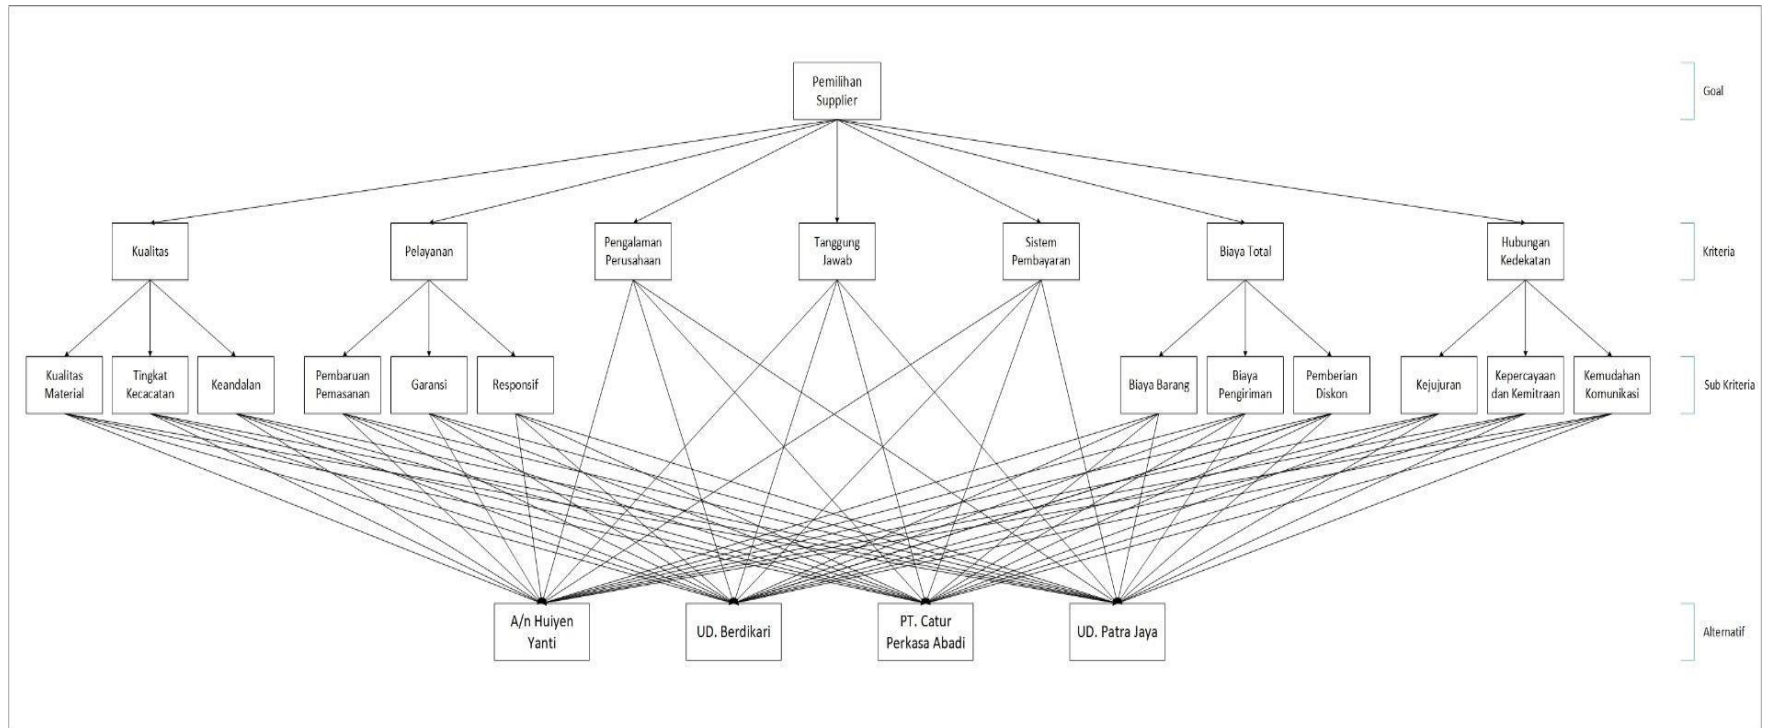 Pemilihan
Supplier
Goal
Kualitas
Pelayanan
Pengalaman
Perusahaan
Tanggung
Jawab
Sistem
Pembayaran
Biaya Total
Hubungan
Kedekatan
Kriteria
Kualitas
Material
Tingkat
Kecacatan
Keandalan
Pembaruan
Pemasanan
Garansi
Responsif
Biaya Barang
Biaya
Pengiriman
Pemberian
Diskon
Kejujuran
Kepercayaan
dan Kemitraan
Kemudahan
Komunikasi
Sub Kriteria
A/n Huiyen
Yanti
UD. Berdikari
PT. Catur
Perkasa Abadi
UD. Patra Jaya
Alternatif